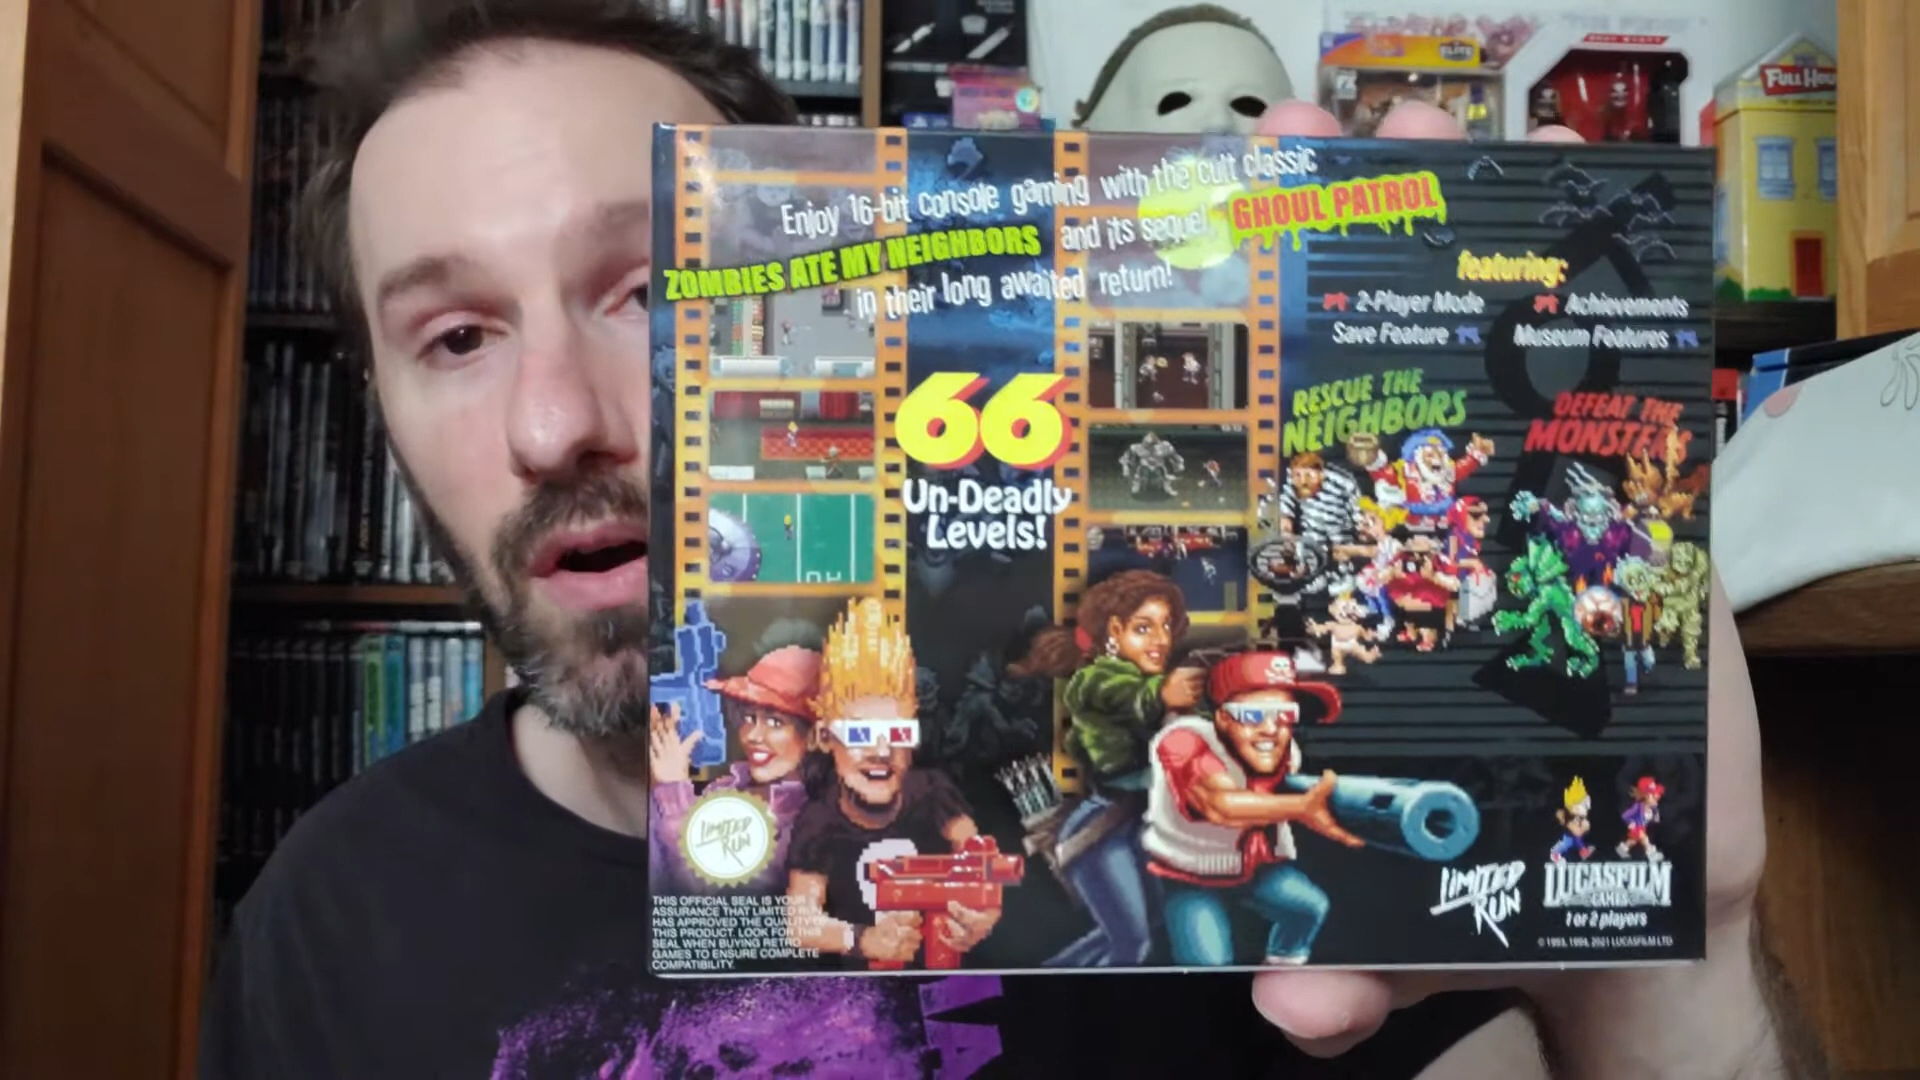 ELITE
FULL HOU
Enjoy 16-bit console gaming with the cult classic
ZOMBIES ATE MY NEIGHBORS and its sequel, GHOUL PATROL
in their long awaited return!
featuring:
2-Player Mode Achievements
Save Feature Museum Features
66
Un-Deadly
Levels!
RESCUE THE
NEIGHBORS
DEFEAT THE
MONSTERS
LIMITED
RUN
THIS OFFICIAL SEAL IS YOUR
ASSURANCE THAT LIMITED RUN
HAS APPROVED THE QUALITY OF
THIS PRODUCT. LOOK FOR THIS
SEAL WHEN BUYING RETRO
GAMES TO ENSURE COMPLETE
COMPATIBILITY.
LIMITED
RUN
LUCASFILM
GAMES
1 or 2 players
© 1993, 1994, 2021 LUCASFILM LTD